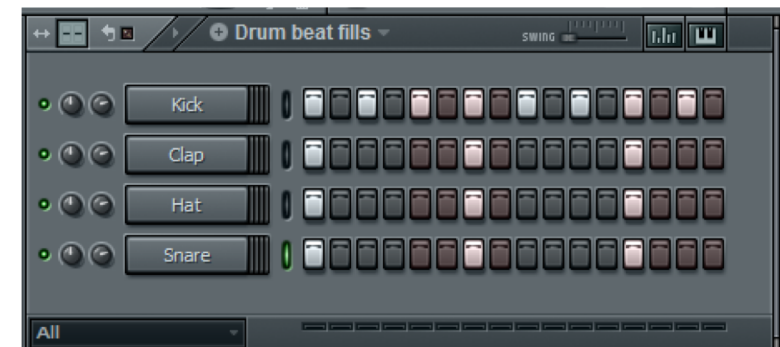 Drum beat fills
SWING
Kick
Clap
Hat
Snare
All